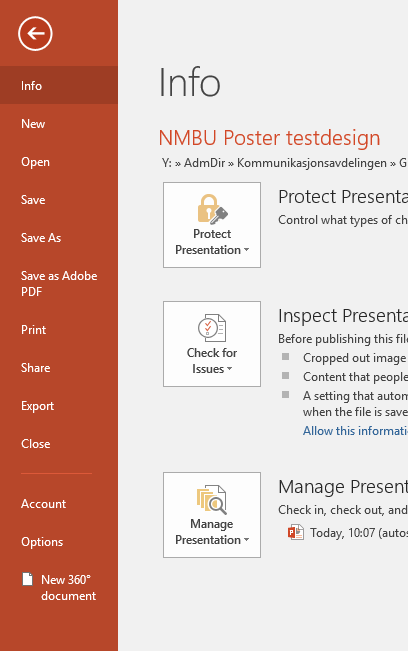 Info
New
Open
Save
Save As
Save as Adobe
PDF
Print
Share
Export
Close
Account
Options
New 360°
document
Info
NMBU Poster testdesign
Y: » AdmDir » Kommunikasjonsavdelingen » G
Protect
Presentation
Protect Presenta
Control what types of ch
Check for
Issues
Inspect Presenta
Before publishing this file
Cropped out image
Content that people
A setting that autom
when the file is save
Allow this informati
Manage
Presentation
Manage Present
Check in, check out, and
Today, 10:07 (autos